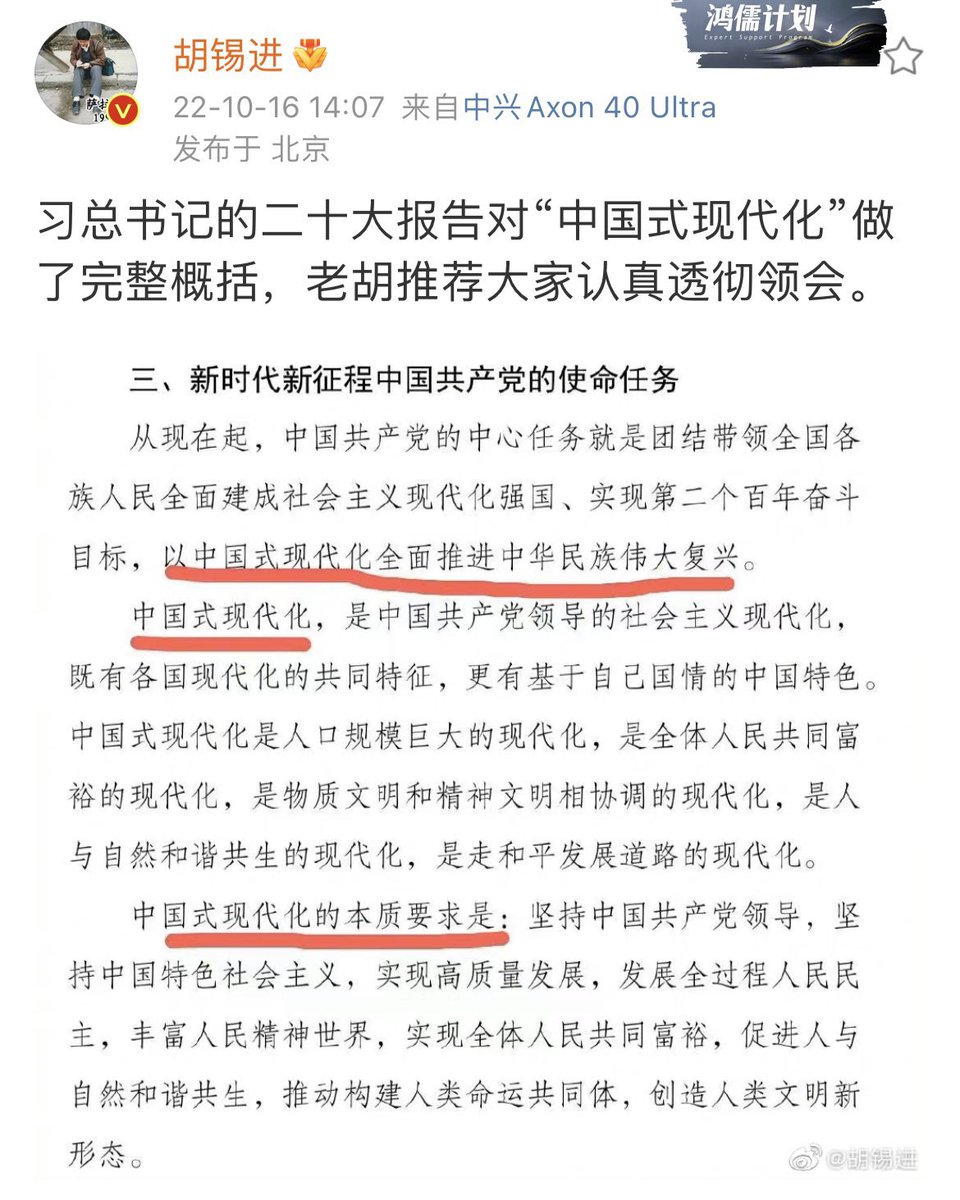 鸿儒计划
Expert Support Program
胡锡进
22-10-16 14:07 来自中兴Axon 40 Ultra
发布于 北京
习总书记的二十大报告对“中国式现代化”做
了完整概括，老胡推荐大家认真透彻领会。
三、新时代新征程中国共产党的使命任务
从现在起，中国共产党的中心任务就是团结带领全国各
族人民全面建成社会主义现代化强国、实现第二个百年奋斗
目标，以中国式现代化全面推进中华民族伟大复兴。
中国式现代化，是中国共产党领导的社会主义现代化，
既有各国现代化的共同特征，更有基于自己国情的中国特色。
中国式现代化是人口规模巨大的现代化，是全体人民共同富
裕的现代化，是物质文明和精神文明相协调的现代化，是人
与自然和谐共生的现代化，是走和平发展道路的现代化。
中国式现代化的本质要求是：坚持中国共产党领导，坚
持中国特色社会主义，实现高质量发展，发展全过程人民民
主，丰富人民精神世界，实现全体人民共同富裕，促进人与
自然和谐共生，推动构建人类命运共同体，创造人类文明新
形态。
@胡锡进